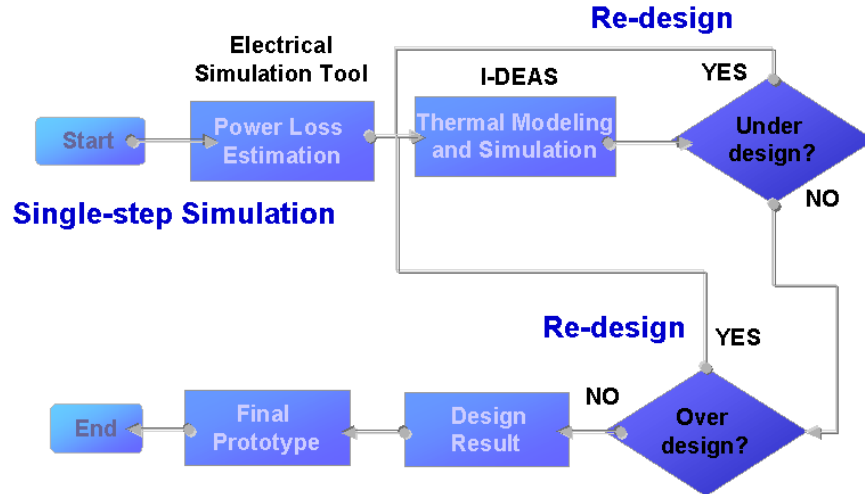 Re-design
Electrical
Simulation Tool
I-DEAS
YES
Start
Power Loss
Estimation
Thermal Modeling
and Simulation
Under
design?
Single-step Simulation
NO
Re-design
YES
NO
End
Final
Prototype
Design
Result
Over
design?